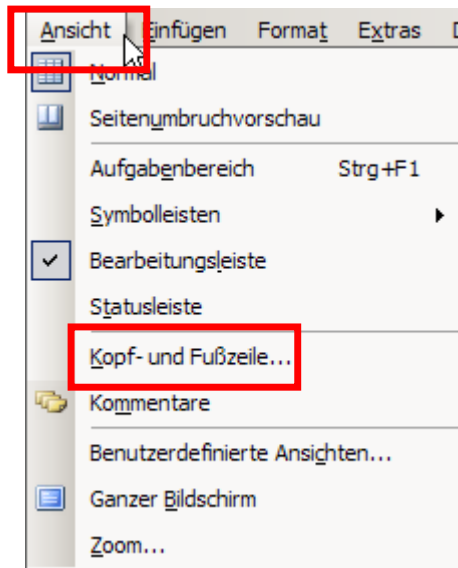 Ansicht Einfügen Format Extras
Normal
Seitenumbruchvorschau
Aufgabenbereich Strg+F1
Symbolleisten
Bearbeitungsleiste
Statusleiste
Kopf- und Fußzeile...
Kommentare
Benutzerdefinierte Ansichten...
Ganzer Bildschirm
Zoom...